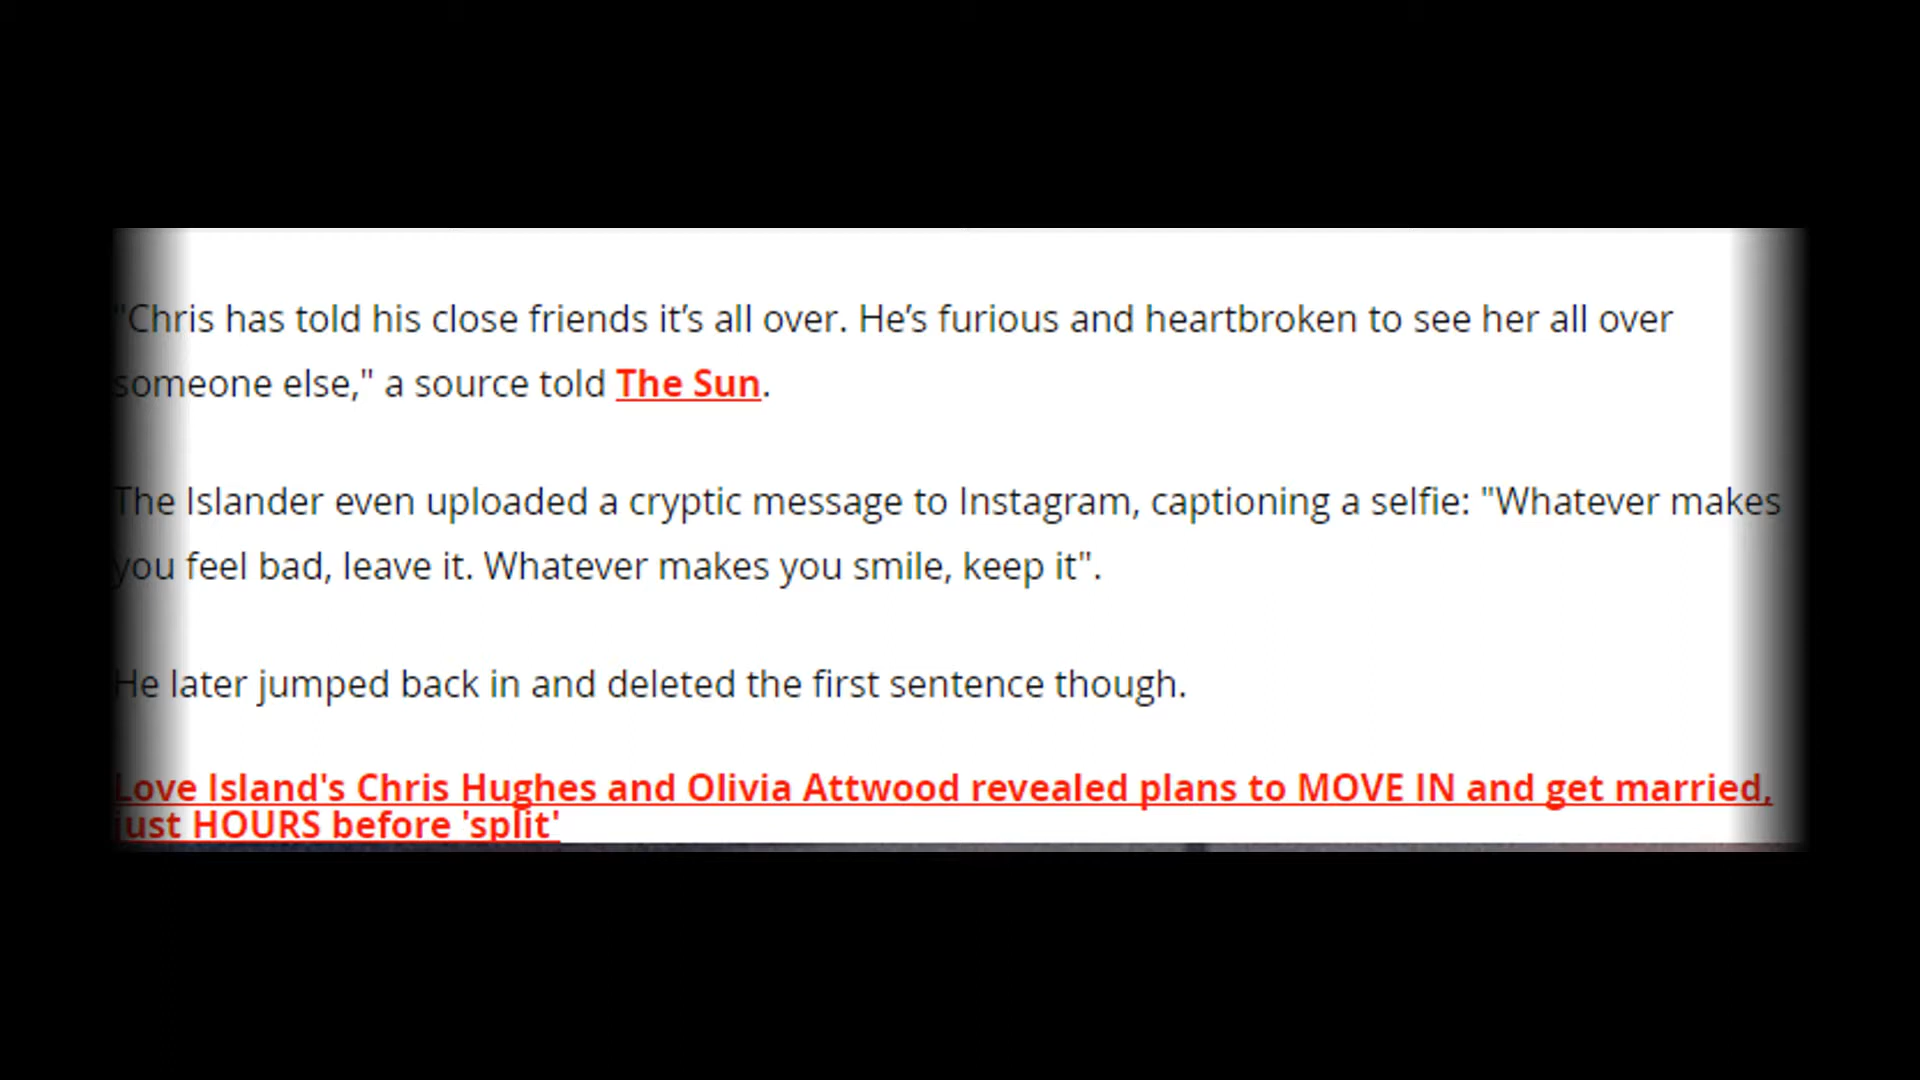 "Chris has told his close friends it’s all over. He’s furious and heartbroken to see her all over
someone else," a source told The Sun.
The Islander even uploaded a cryptic message to Instagram, captioning a selfie: "Whatever makes
you feel bad, leave it. Whatever makes you smile, keep it".
He later jumped back in and deleted the first sentence though.
Love Island's Chris Hughes and Olivia Attwood revealed plans to MOVE IN and get married,
just HOURS before 'split'